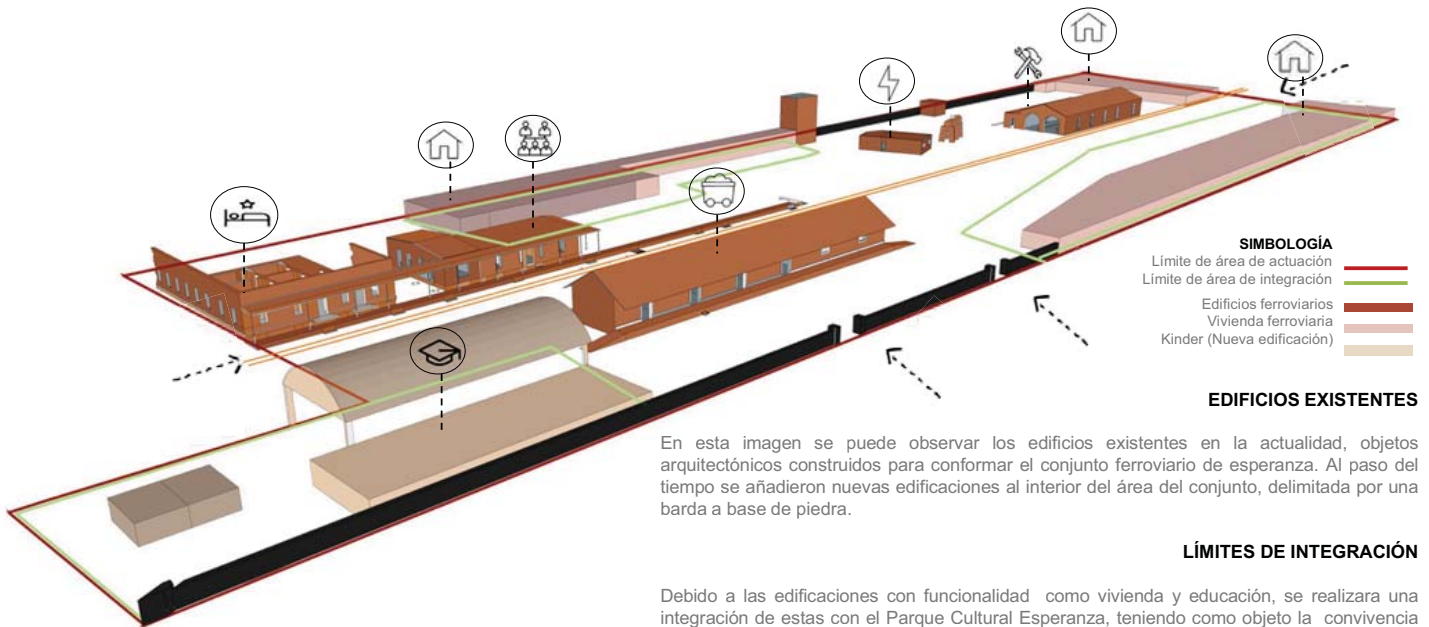 SIMBOLOGÍA
Límite de área de actuación
Límite de área de integración
Edificios ferroviarios
Vivienda ferroviaria
Kinder (Nueva edificación)
EDIFICIOS EXISTENTES
En esta imagen se puede observar los edificios existentes en la actualidad, objetos
arquitectónicos construidos para conformar el conjunto ferroviario de esperanza. Al paso del
tiempo se añadieron nuevas edificaciones al interior del área del conjunto, delimitada por una
barda a base de piedra.
LÍMITES DE INTEGRACIÓN
Debido a las edificaciones con funcionalidad como vivienda y educación, se realizara una
integración de estas con el Parque Cultural Esperanza, teniendo como objeto la convivencia